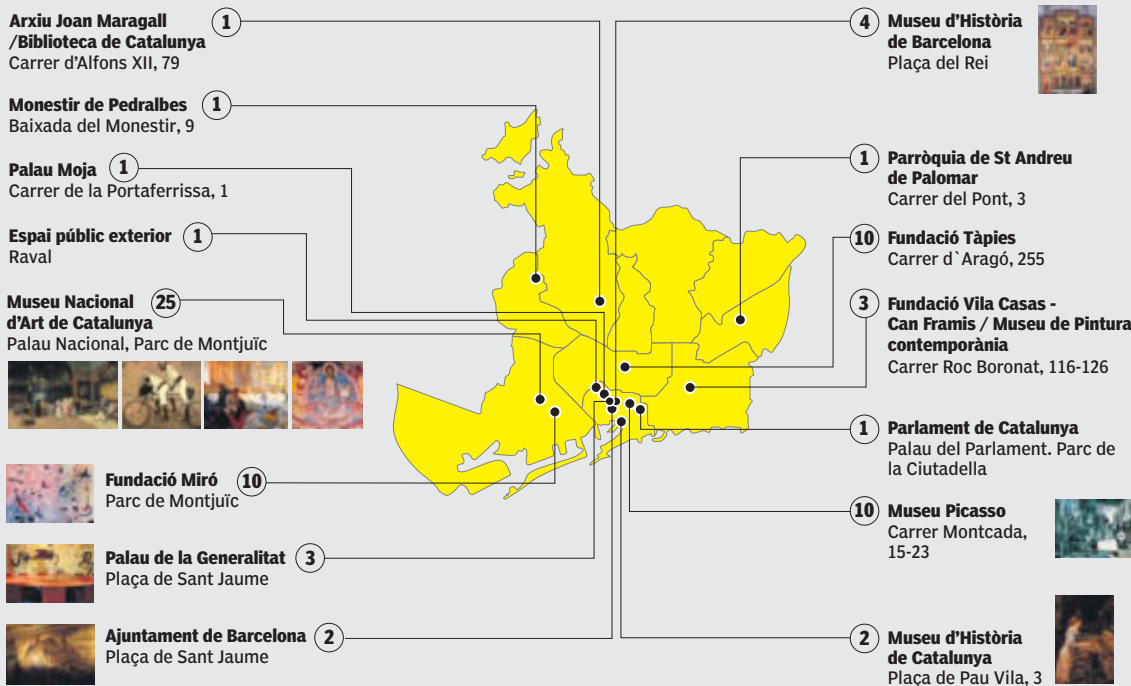 Arxiu Joan Maragall
/Biblioteca de Catalunya
1
Carrer d'Alfons XII, 79
Monestir de Pedralbes
1
Baixada del Monestir, 9
Palau Moja
1
Carrer de la Portaferrissa, 1
Espai públic exterior
1
Raval
Museu Nacional
d'Art de Catalunya
25
Palau Nacional, Parc de Montjuïc
Fundació Miró
10
Parc de Montjuïc
Palau de la Generalitat
3
Plaça de Sant Jaume
Ajuntament de Barcelona
2
Plaça de Sant Jaume
4
Museu d'Història
de Barcelona
Plaça del Rei
1
Parròquia de St Andreu
de Palomar
Carrer del Pont, 3
10
Fundació Tàpies
Carrer d`Aragó, 255
3
Fundació Vila Casas -
Can Framis / Museu de Pintura
contemporània
Carrer Roc Boronat, 116-126
1
Parlament de Catalunya
Palau del Parlament. Parc de
la Ciutadella
10
Museu Picasso
Carrer Montcada,
15-23
2
Museu d'Història
de Catalunya
Plaça de Pau Vila, 3